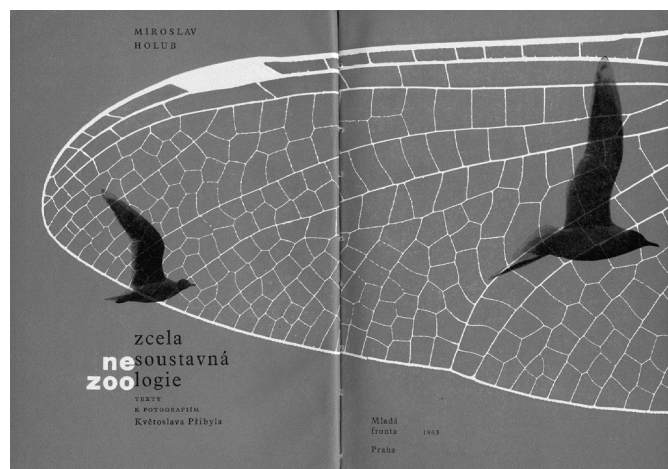 MIROSLAV
HOLUB
zcela
nesoustavná
zoologie
TEXTY
K FOTOGRAFIÍM
Květoslava Přibyla
Mladá
fronta 1963
Praha